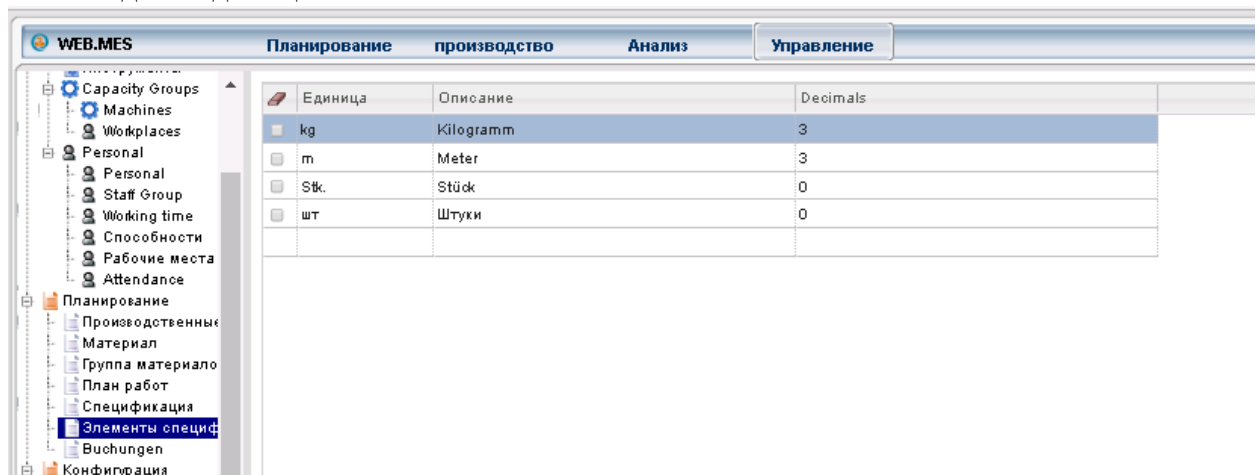 WEB.MES
Планирование производство Анализ Управление
Capacity Groups
Machines
Workplaces
Personal
Personal
Staff Group
Working time
Способности
Рабочие места
Attendance
Планирование
Производственные
Материал
Группа материало
План работ
Спецификация
Элементы специф
Buchungen
Конфигурация
Единица Описание Decimals
kg Kilogramm 3
m Meter 3
Stk. Stück 0
шт Штуки 0